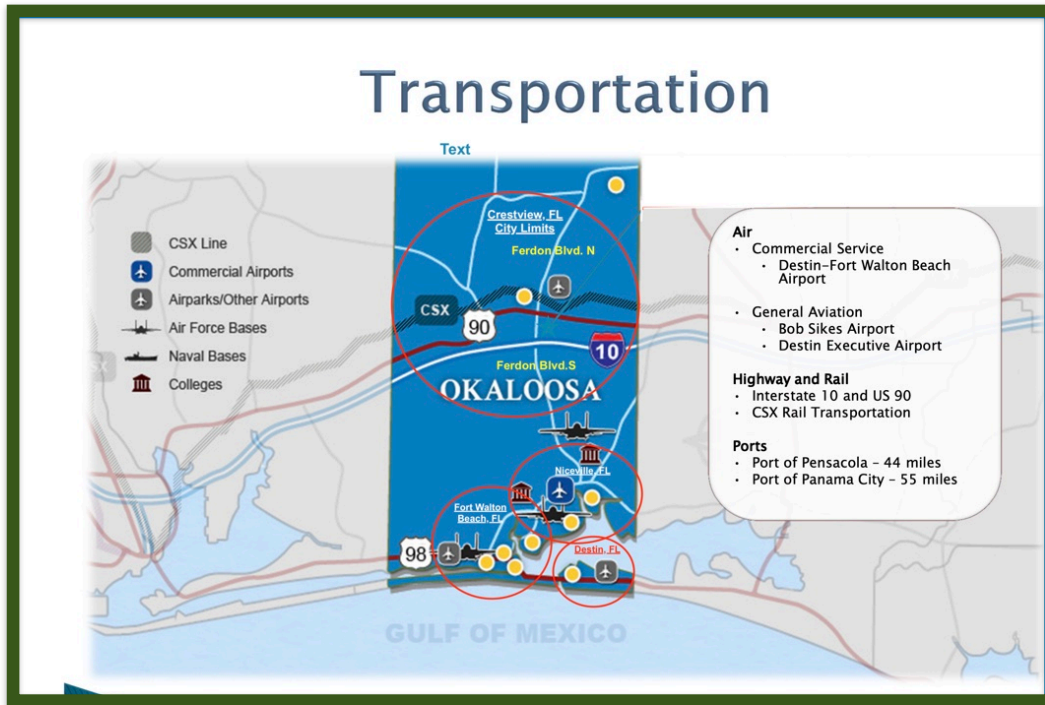 Transportation
Text
Crestview, FL
City Limits
Ferdon Blvd. N
CSX Line
Commercial Airports
Airparks/Other Airports
Air Force Bases
Naval Bases
Colleges
CSX
90
10
Ferdon Blvd.S
OKALOOSA
Niceville, FL
Fort Walton
Beach, FL
98
Destin, FL
GULF OF MEXICO
Air
• Commercial Service
• Destin–Fort Walton Beach
Airport
• General Aviation
• Bob Sikes Airport
• Destin Executive Airport
Highway and Rail
• Interstate 10 and US 90
• CSX Rail Transportation
Ports
• Port of Pensacola – 44 miles
• Port of Panama City – 55 miles